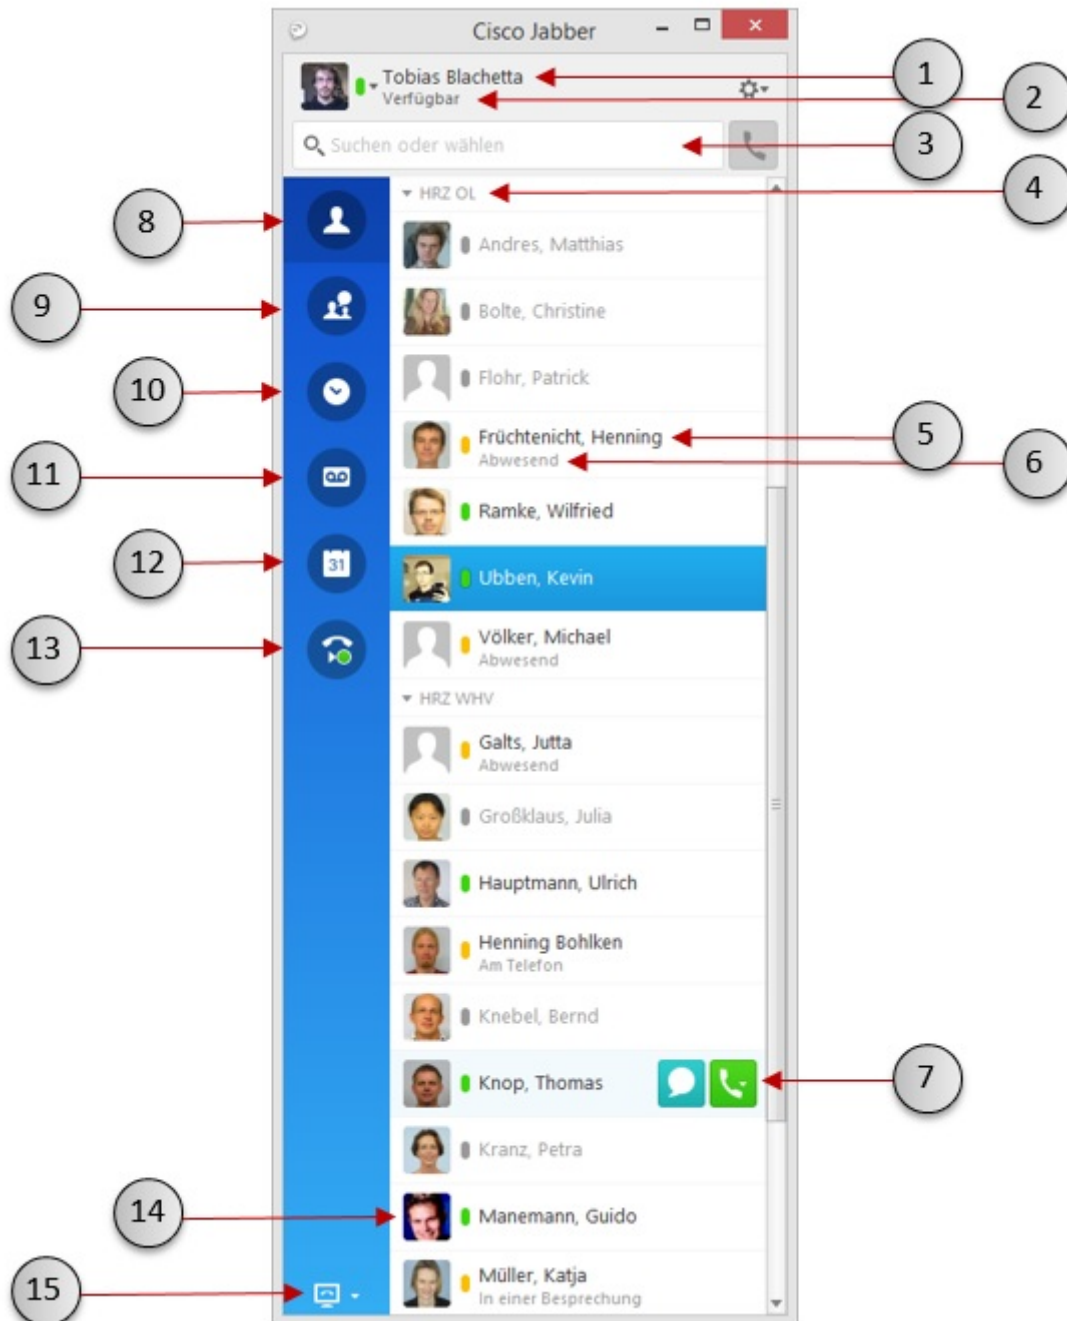 Cisco Jabber
Tobias Blachetta
1
Verfügbar
2
Suchen oder wählen
3
HRZ OL
4
8
Andres, Matthias
9
Bolte, Christine
10
Flohr, Patrick
Früchtenicht, Henning
5
Abwesend
6
11
Ramke, Wilfried
12
31
Ubben, Kevin
13
Völker, Michael
Abwesend
HRZ WHV
Galts, Jutta
Abwesend
Großklaus, Julia
Hauptmann, Ulrich
Henning Bohlken
Am Telefon
Knebel, Bernd
Knop, Thomas
7
Kranz, Petra
14
Manemann, Guido
15
Müller, Katja
In einer Besprechung